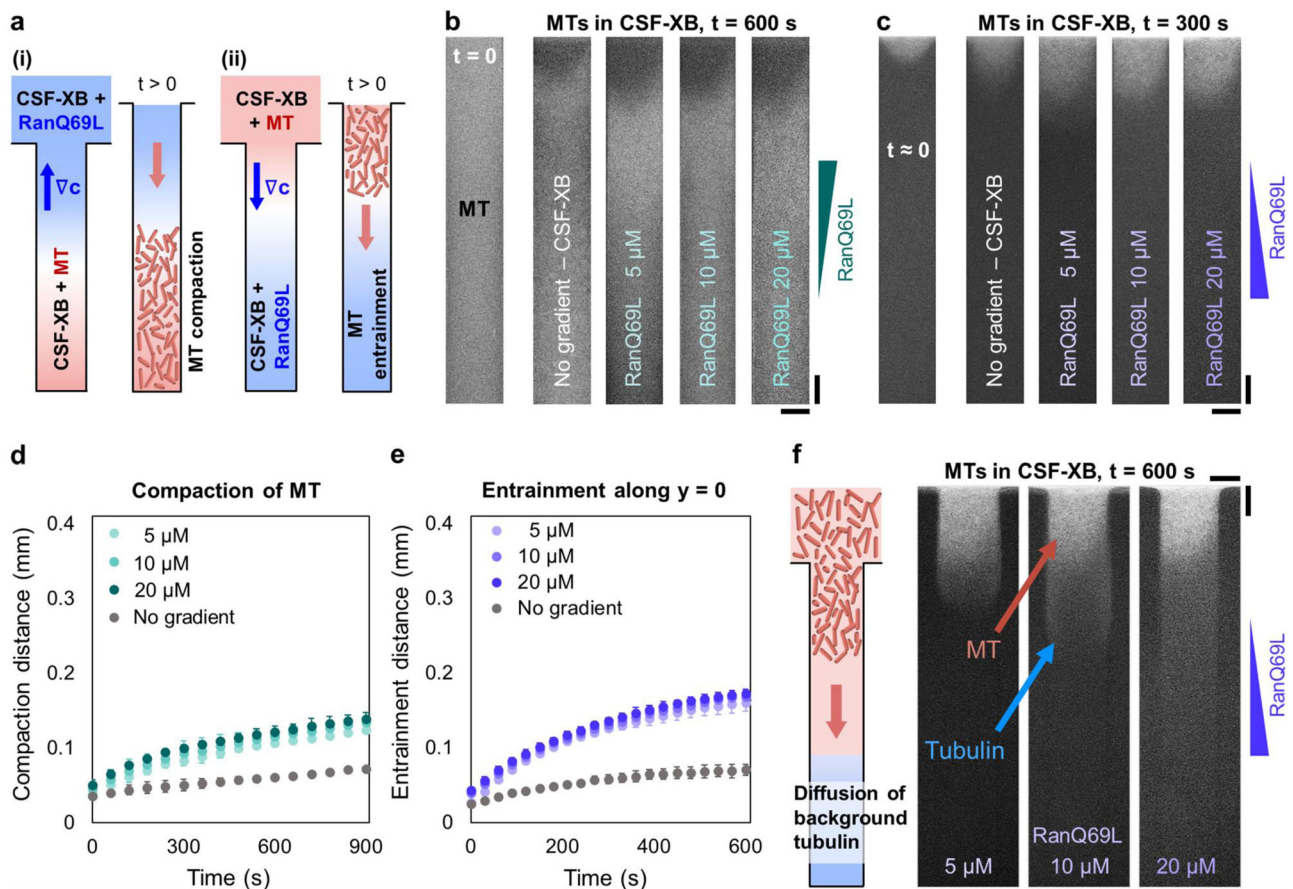 a
(i)
t > 0
CSF-XB +
RanQ69L
∇c
CSF-XB + MT
MT compaction
(ii)
t > 0
CSF-XB
+ MT
∇c
CSF-XB +
RanQ69L
MT
entrainment
b
MTs in CSF-XB, t = 600 s
t = 0
MT
No gradient – CSF-XB
RanQ69L 5 µM
RanQ69L 10 µM
RanQ69L 20 µM
RanQ69L
c
MTs in CSF-XB, t = 300 s
t ≈ 0
No gradient – CSF-XB
RanQ69L 5 µM
RanQ69L 10 µM
RanQ69L 20 µM
RanQ69L
d
Compaction of MT
Compaction distance (mm)
0.4
0.3
0.2
0.1
0
5 µM
10 µM
20 µM
No gradient
0 300 600 900
Time (s)
e
Entrainment along y = 0
Entrainment distance (mm)
0.4
0.3
0.2
0.1
0
5 µM
10 µM
20 µM
No gradient
0 200 400 600
Time (s)
f
MTs in CSF-XB, t = 600 s
Diffusion of
background
tubulin
MT
Tubulin
RanQ69L
5 µM 10 µM 20 µM
RanQ69L